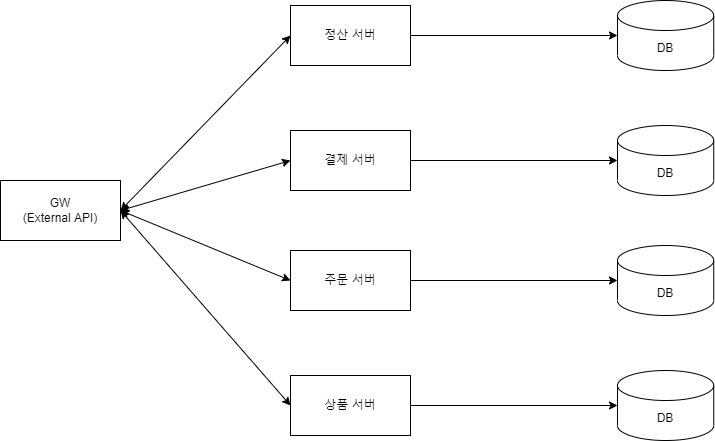 정산 서버
DB
결제 서버
DB
GW
(External API)
주문 서버
DB
상품 서버
DB